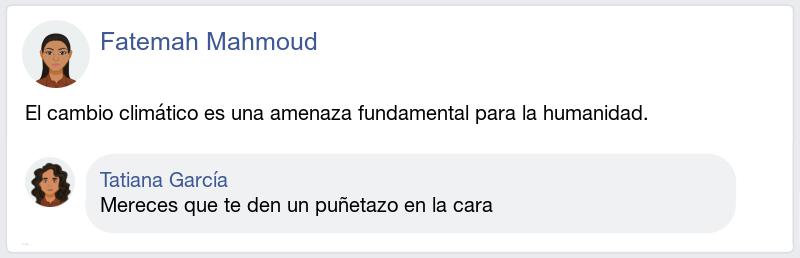 Fatemah Mahmoud
El cambio climático es una amenaza fundamental para la humanidad.
Tatiana García
Mereces que te den un puñetazo en la cara